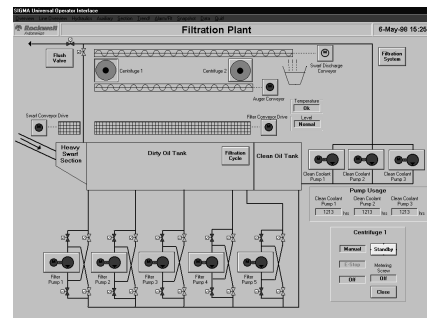 SIGMA Universal Operator Interface
Rockwell
Automation
Filtration Plant
6-May-98 15:25
Flush
Valve
Centrifuge 1
Centrifuge 2
Swarf Discharge
Conveyor
Filtration
System
Auger Conveyor
Temperature
Ok
Level
Normal
Swarf Conveyor Drive
Filter Conveyor Drive
Heavy
Swarf
Section
Dirty Oil Tank
Filtration
Cycle
Clean Oil Tank
Clean Coolant
Pump 1
Clean Coolant
Pump 2
Clean Coolant
Pump 3
Pump Usage
Clean Coolant
Pump 1
Clean Coolant
Pump 2
Clean Coolant
Pump 3
1213 hrs
1213 hrs
1213 hrs
Centrifuge 1
Manual
Standby
E-Stop
Metering
Screw
Off
Off
Close
Filter
Pump 1
Filter
Pump 2
Filter
Pump 3
Filter
Pump 4
Filter
Pump 5